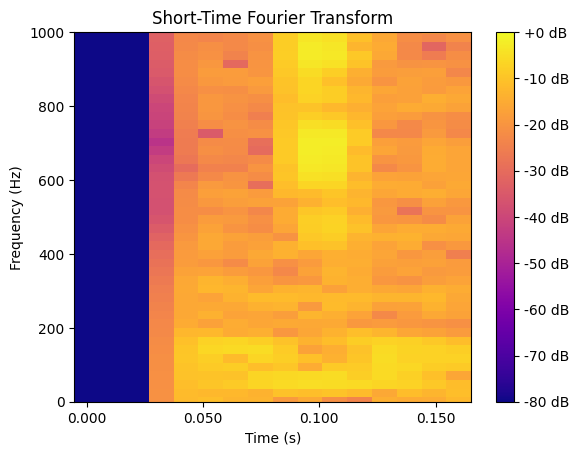 Short-Time Fourier Transform
1000
800
600
400
200
0
Frequency (Hz)
0.000
0.050
0.100
0.150
Time (s)
+0 dB
-10 dB
-20 dB
-30 dB
-40 dB
-50 dB
-60 dB
-70 dB
-80 dB